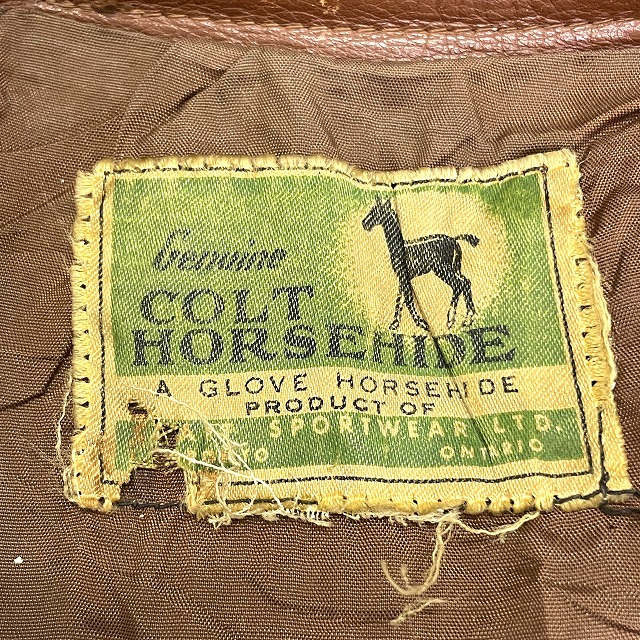 Genuine
COLT
HORSEHIDE
A GLOVE HORSEHIDE
PRODUCT OF
SPORTWEAR LTD.
ONTARIO